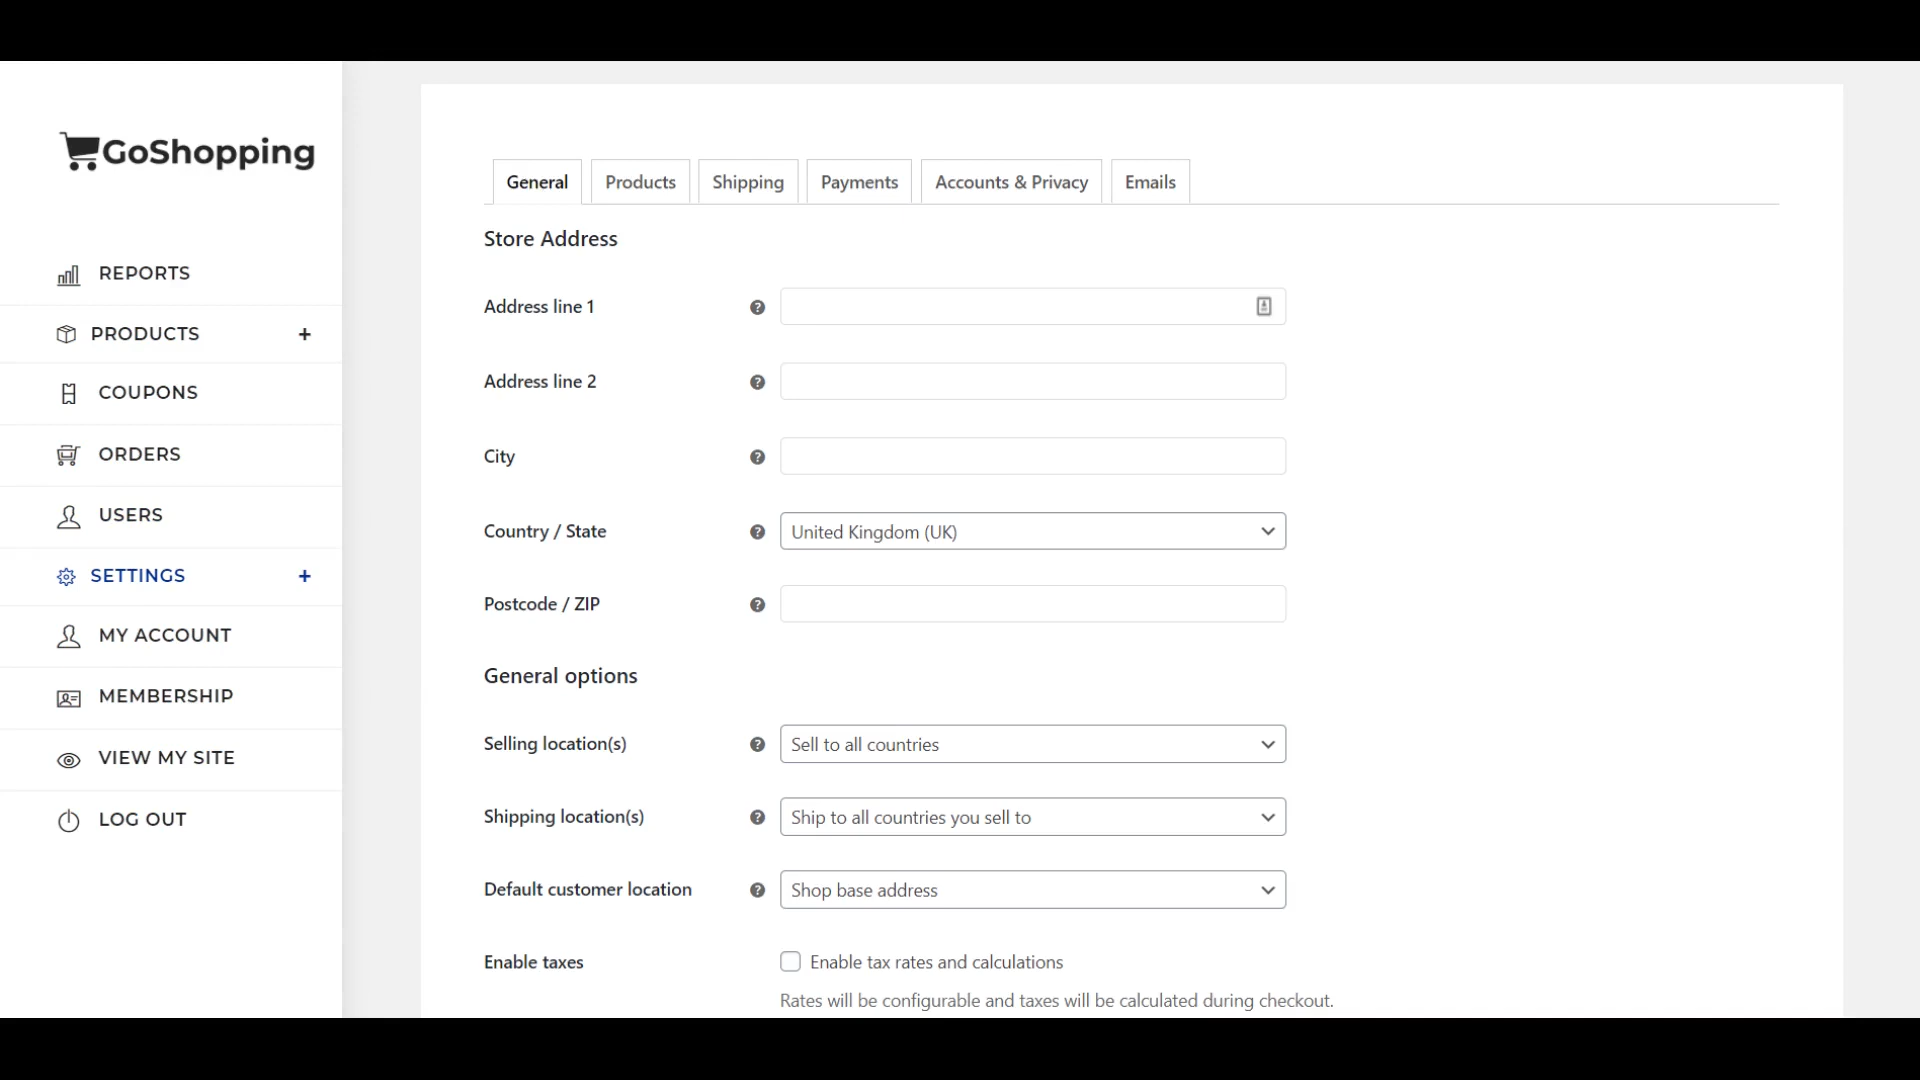 GoShopping
REPORTS
PRODUCTS +
COUPONS
ORDERS
USERS
SETTINGS +
MY ACCOUNT
MEMBERSHIP
VIEW MY SITE
LOG OUT
General Products Shipping Payments Accounts & Privacy Emails
Store Address
Address line 1 ?
Address line 2 ?
City ?
Country / State ? United Kingdom (UK)
Postcode / ZIP ?
General options
Selling location(s) ? Sell to all countries
Shipping location(s) ? Ship to all countries you sell to
Default customer location ? Shop base address
Enable taxes Enable tax rates and calculations
Rates will be configurable and taxes will be calculated during checkout.